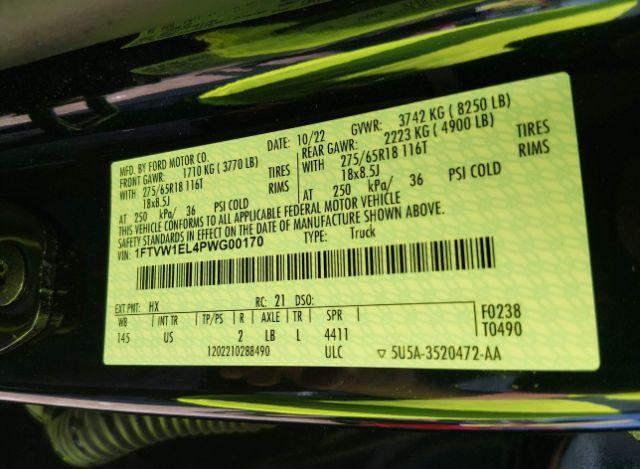 MFD. BY FORD MOTOR CO.
DATE: 10/22 GVWR: 3742 KG ( 8250 LB)
FRONT GAWR: 1710 KG ( 3770 LB)
REAR GAWR: 2223 KG ( 4900 LB)
WITH 275/65R18 116T TIRES
275/65R18 116T TIRES
18x8.5J RIMS
WITH 18x8.5J RIMS
AT 250 kPa/ 36 PSI COLD
AT 250 kPa/ 36 PSI COLD
THIS VEHICLE CONFORMS TO ALL APPLICABLE FEDERAL MOTOR VEHICLE
SAFETY STANDARDS IN EFFECT ON THE DATE OF MANUFACTURE SHOWN ABOVE.
VIN: 1FTVW1EL4PWG00170 TYPE: Truck
EXT PNT: HX RC: 21 DSO:
WB INT TR TP/PS R AXLE TR SPR
145 US 2 LB L 4411
F0238
T0490
1202210288490 ULC ▽ 5U5A-3520472-AA